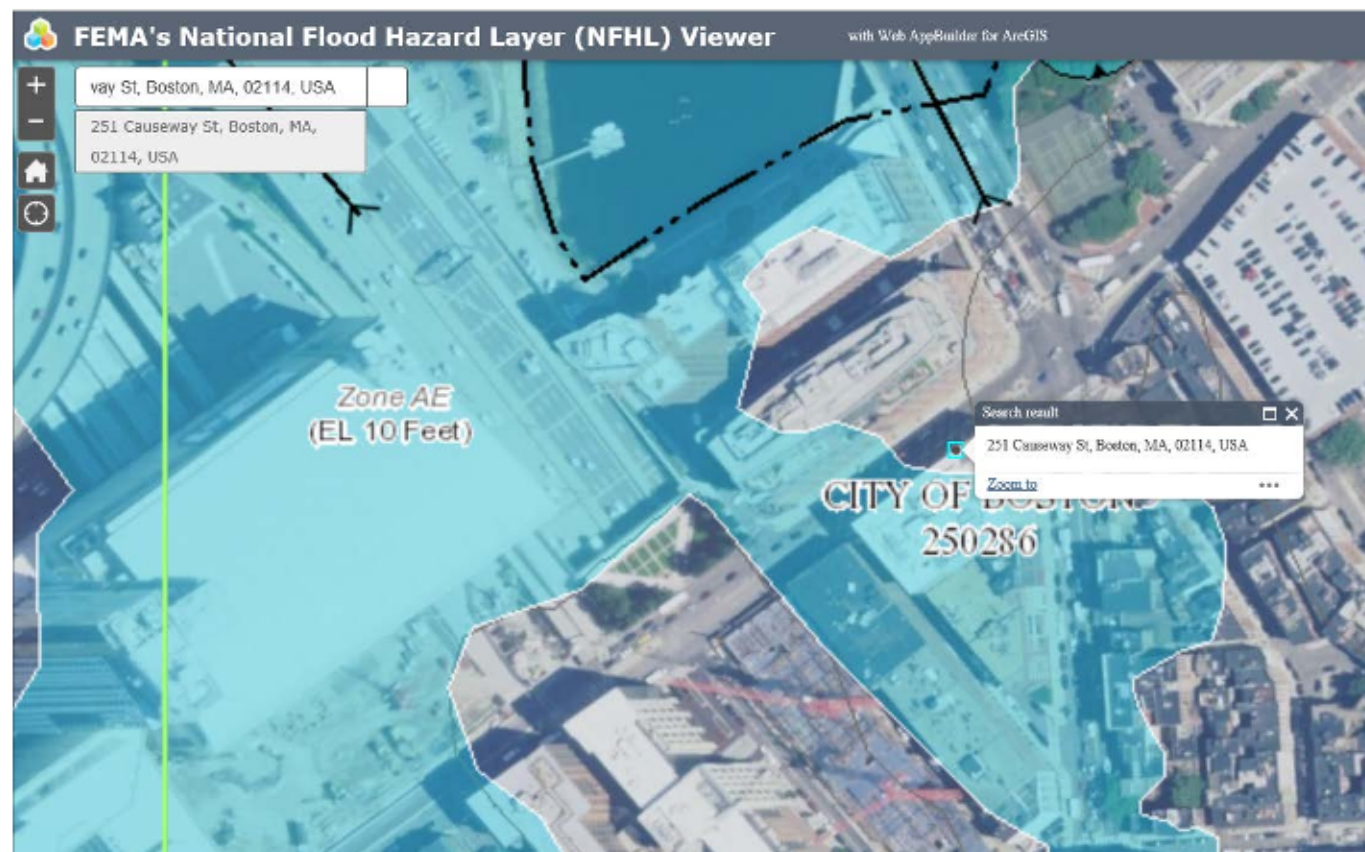 FEMA's National Flood Hazard Layer (NFHL) Viewer
with Web AppBuilder for ArcGIS
+
vay St, Boston, MA, 02114, USA
−
251 Causeway St, Boston, MA,
02114, USA
Zone AE
(EL 10 Feet)
Search result
251 Causeway St, Boston, MA, 02114, USA
Zoom to
CITY OF BOSTON
250286